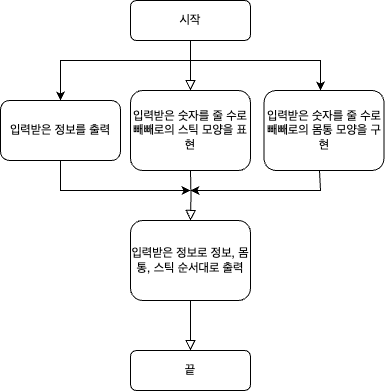 시작
입력받은 정보를 출력
입력받은 숫자를 줄 수로
빼빼로의 스틱 모양을 표
현
입력받은 숫자를 줄 수로
빼빼로의 몸통 모양을 구
현
입력받은 정보로 정보, 몸
통, 스틱 순서대로 출력
끝